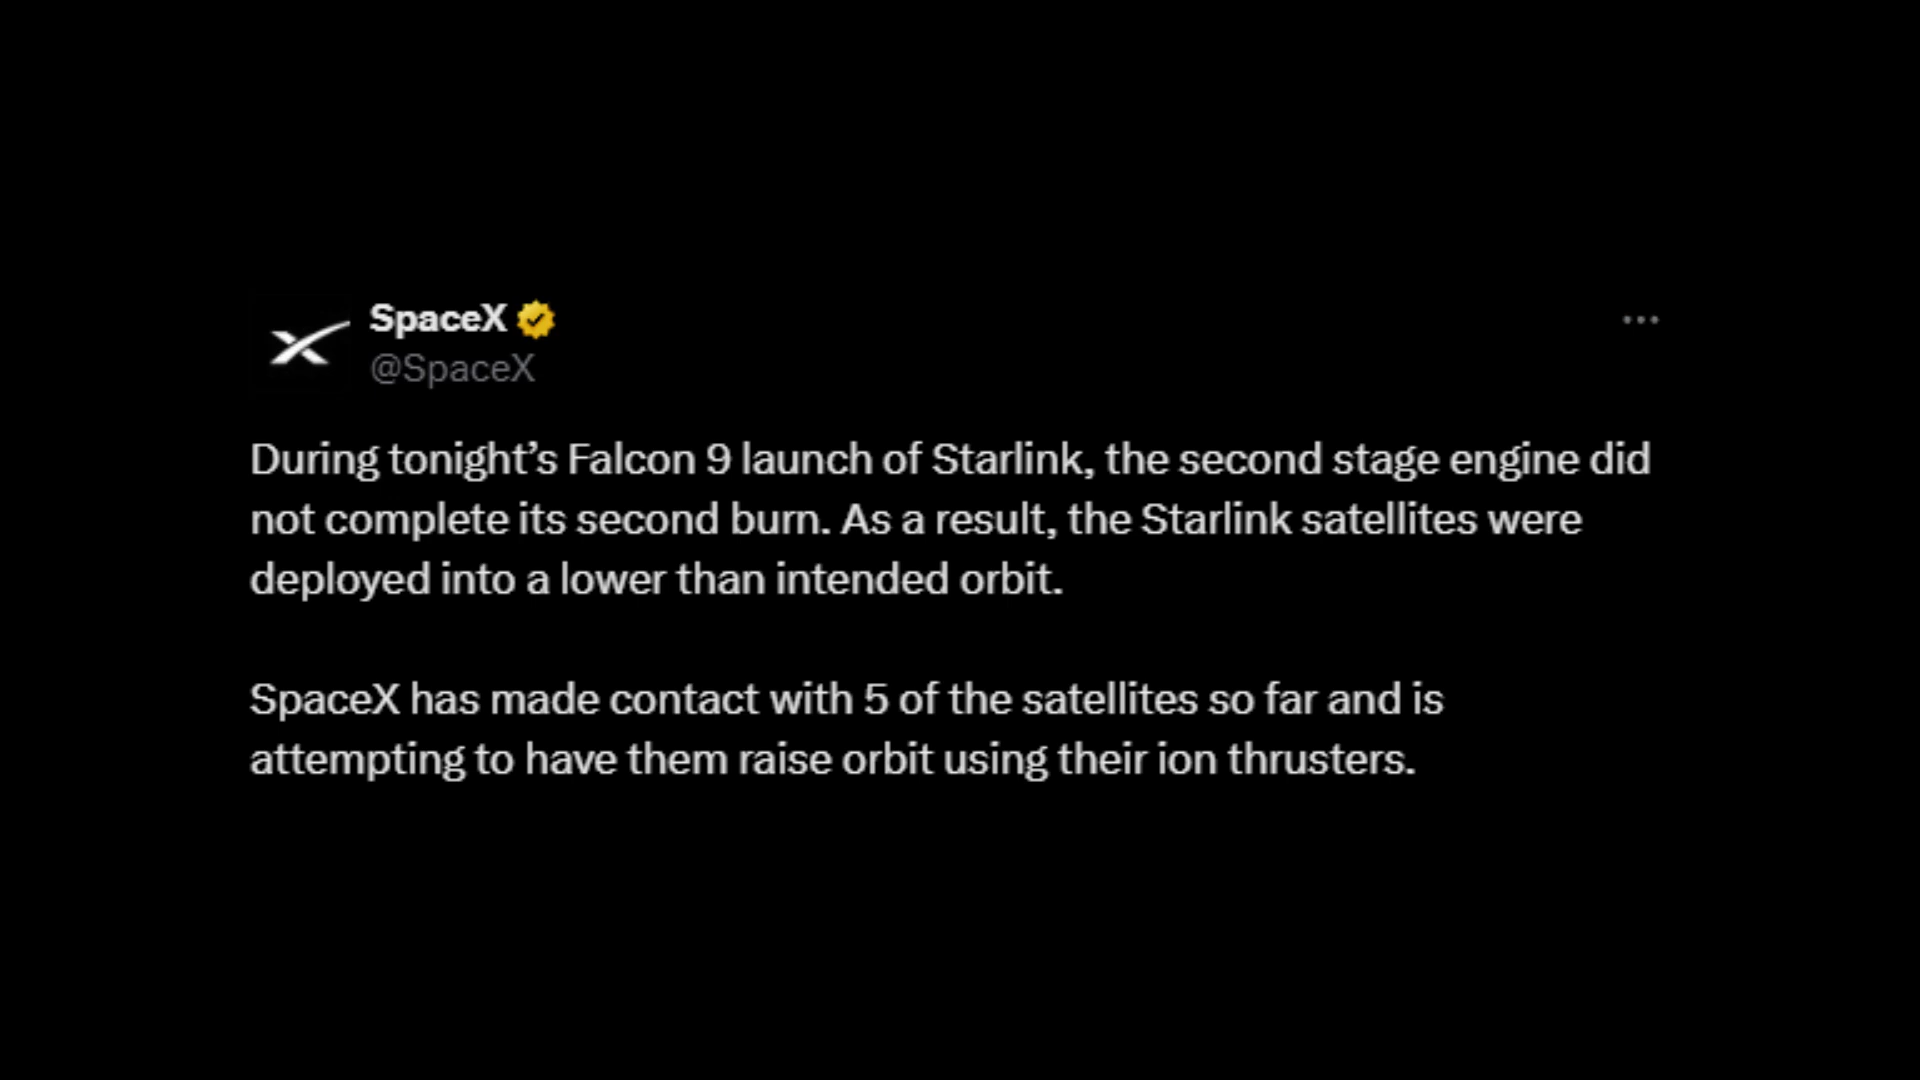 SpaceX
@SpaceX
During tonight’s Falcon 9 launch of Starlink, the second stage engine did
not complete its second burn. As a result, the Starlink satellites were
deployed into a lower than intended orbit.
SpaceX has made contact with 5 of the satellites so far and is
attempting to have them raise orbit using their ion thrusters.